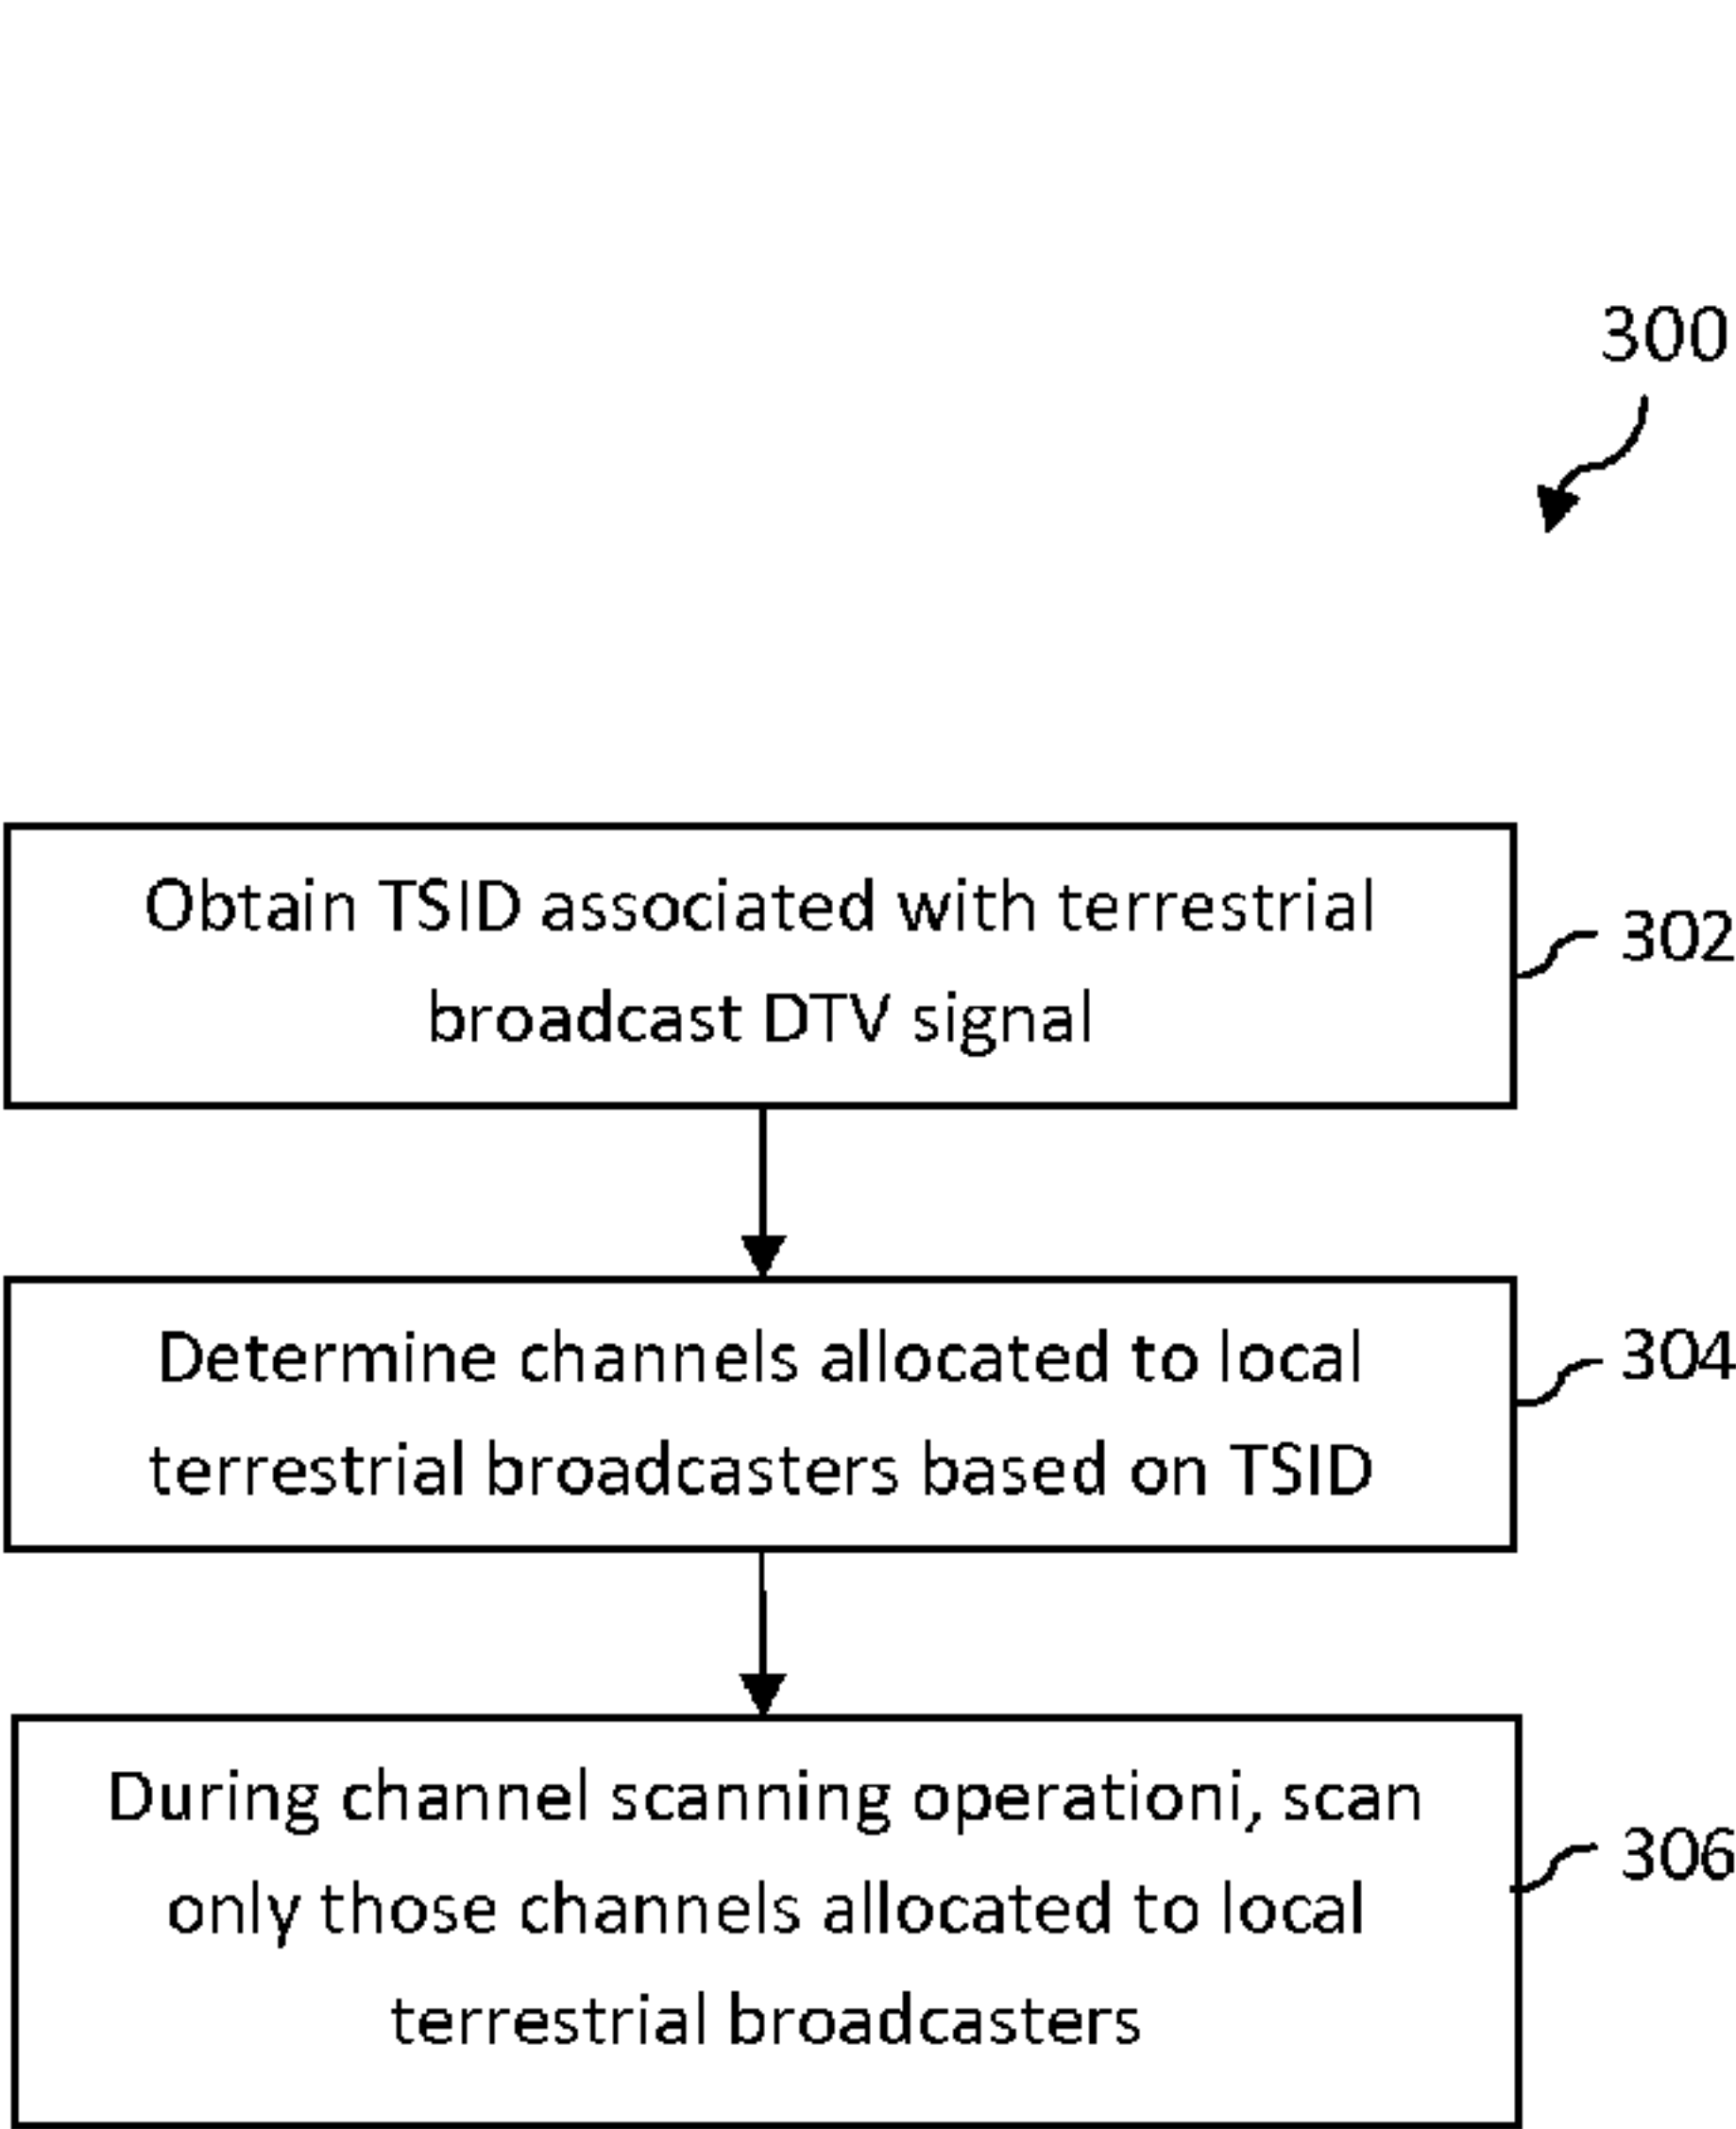 300
Obtain TSID associated with terrestrial
broadcast DTV signal
302
Determine channels allocated to local
terrestrial broadcasters based on TSID
304
During channel scanning operationi, scan
only those channels allocated to local
terrestrial broadcasters
306